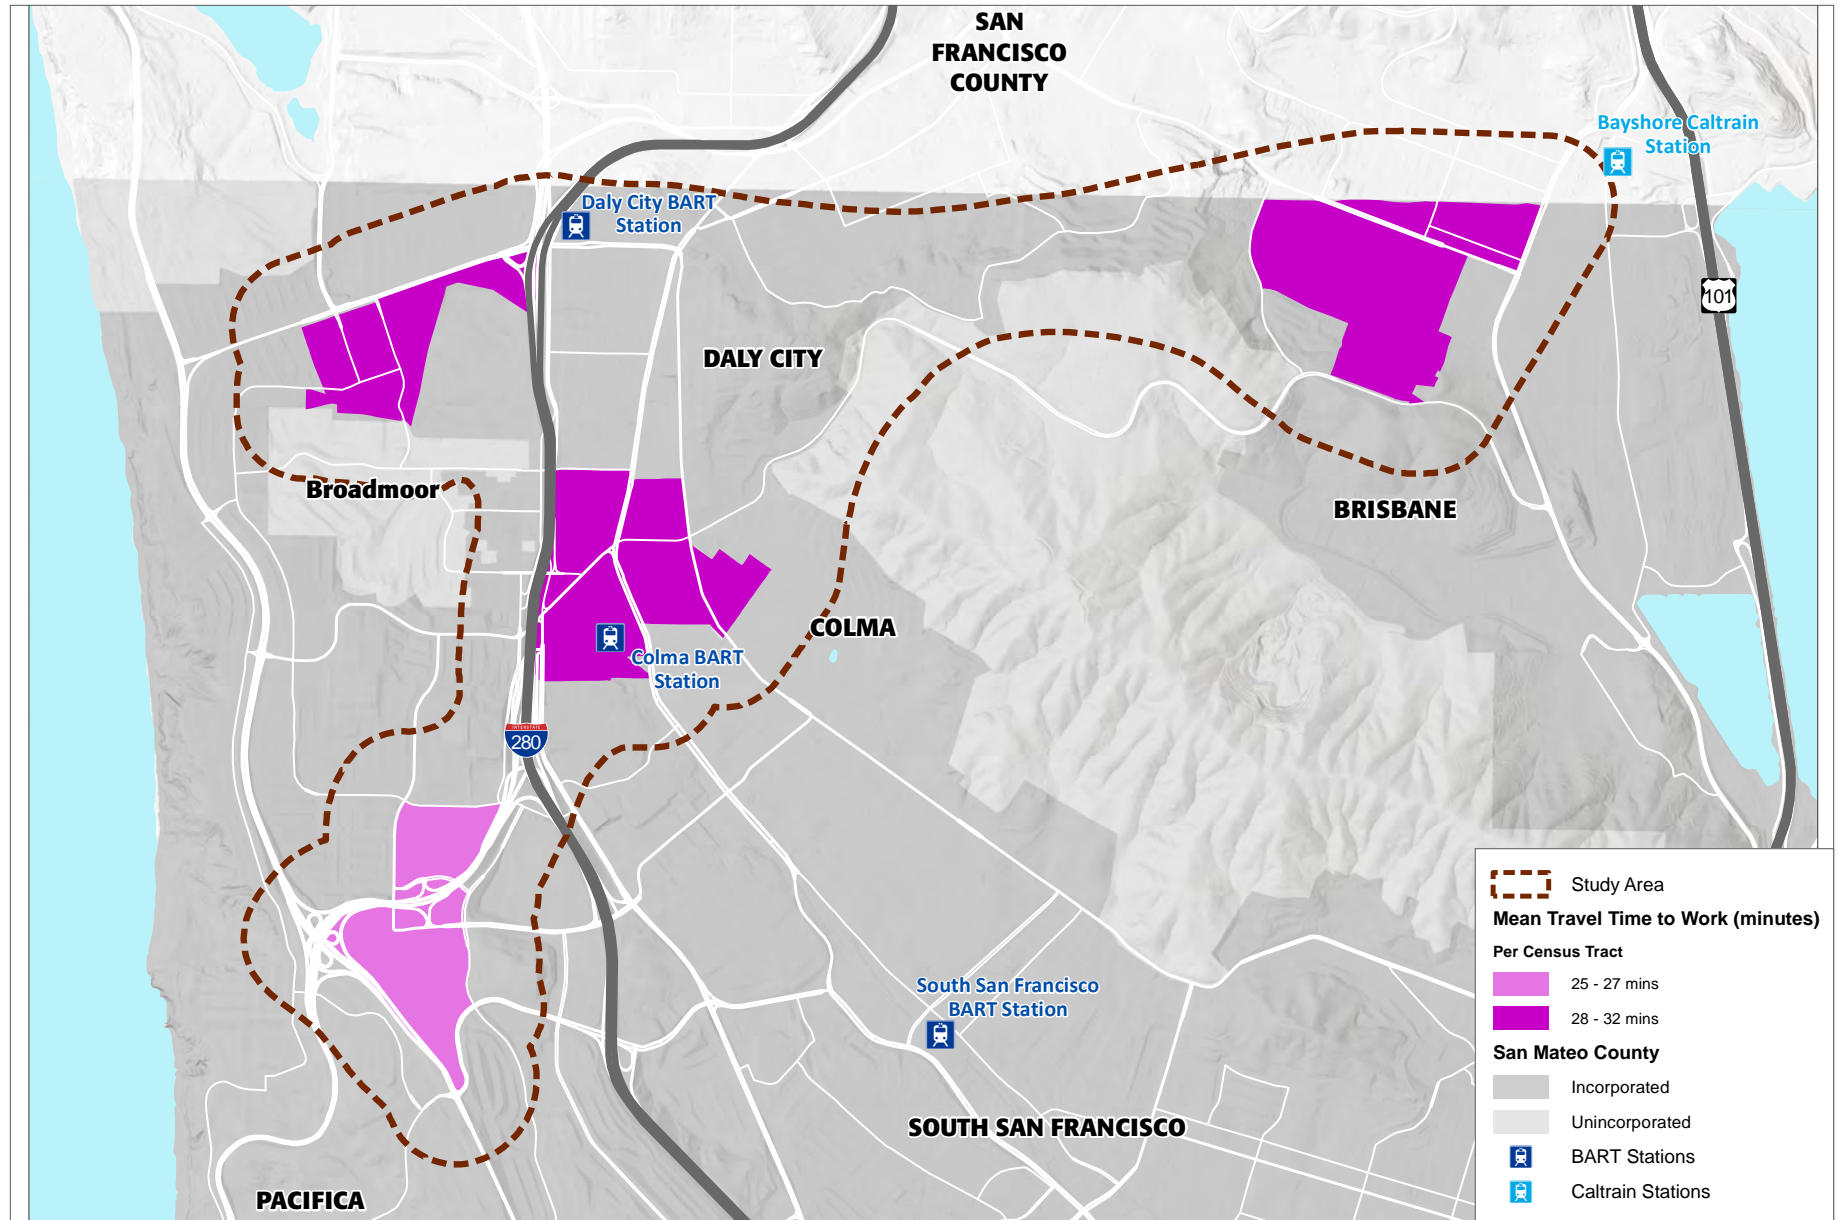 SAN
FRANCISCO
COUNTY
Bayshore Caltrain
Station
Daly City BART
Station
101
DALY CITY
Broadmoor
BRISBANE
COLMA
Colma BART
Station
INTERSTATE
280
South San Francisco
BART Station
SOUTH SAN FRANCISCO
PACIFICA
Study Area
Mean Travel Time to Work (minutes)
Per Census Tract
25 - 27 mins
28 - 32 mins
San Mateo County
Incorporated
Unincorporated
BART Stations
Caltrain Stations